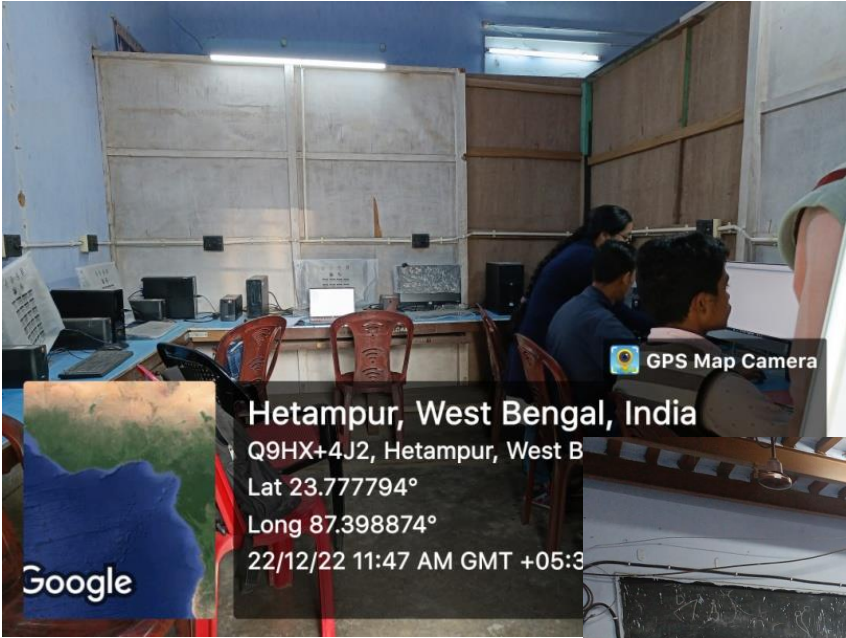 GPS Map Camera
Hetampur, West Bengal, India
Q9HX+4J2, Hetampur, West B
Lat 23.777794°
Long 87.398874°
22/12/22 11:47 AM GMT +05:3
Google